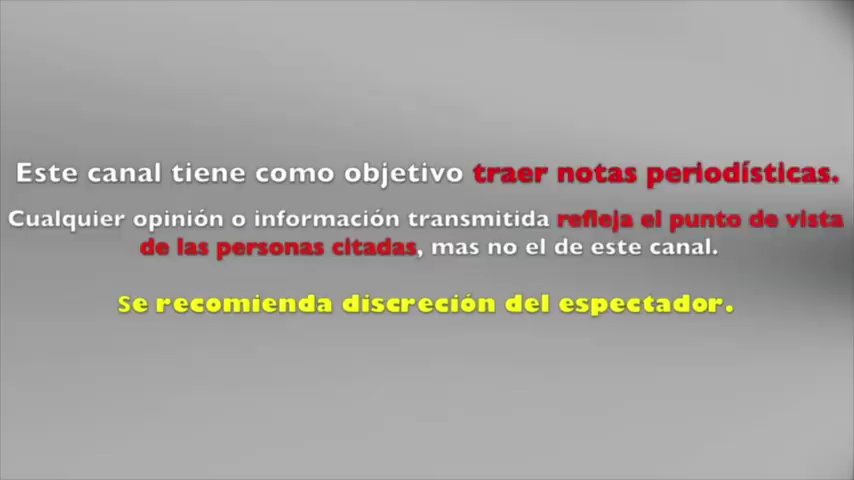 Este canal tiene como objetivo traer notas periodísticas.
Cualquier opinión o información transmitida refleja el punto de vista
de las personas citadas, mas no el de este canal.
Se recomienda discreción del espectador.